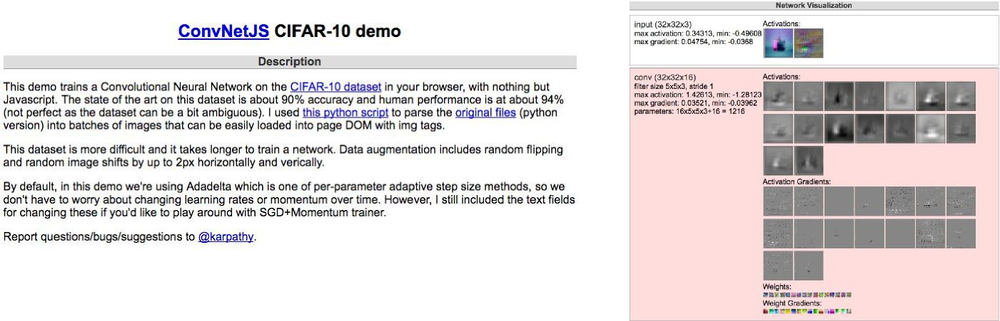 ConvNetJS CIFAR-10 demo
Description
This demo trains a Convolutional Neural Network on the CIFAR-10 dataset in your browser, with nothing but
Javascript. The state of the art on this dataset is about 90% accuracy and human performance is at about 94%
(not perfect as the dataset can be a bit ambiguous). I used this python script to parse the original files (python
version) into batches of images that can be easily loaded into page DOM with img tags.
This dataset is more difficult and it takes longer to train a network. Data augmentation includes random flipping
and random image shifts by up to 2px horizontally and verically.
By default, in this demo we're using Adadelta which is one of per-parameter adaptive step size methods, so we
don't have to worry about changing learning rates or momentum over time. However, I still included the text fields
for changing these if you'd like to play around with SGD+Momentum trainer.
Report questions/bugs/suggestions to @karpathy.
Network Visualization
input (32x32x3)
max activation: 0.34313, min: -0.49608
max gradient: 0.04754, min: -0.0368
Activations:
conv (32x32x16)
filter size 5x5x3, stride 1
max activation: 1.42613, min: -1.28123
max gradient: 0.03521, min: -0.03962
parameters: 16x5x5x3+16 = 1216
Activations:
Activation Gradients:
Weights:
Weight Gradients: